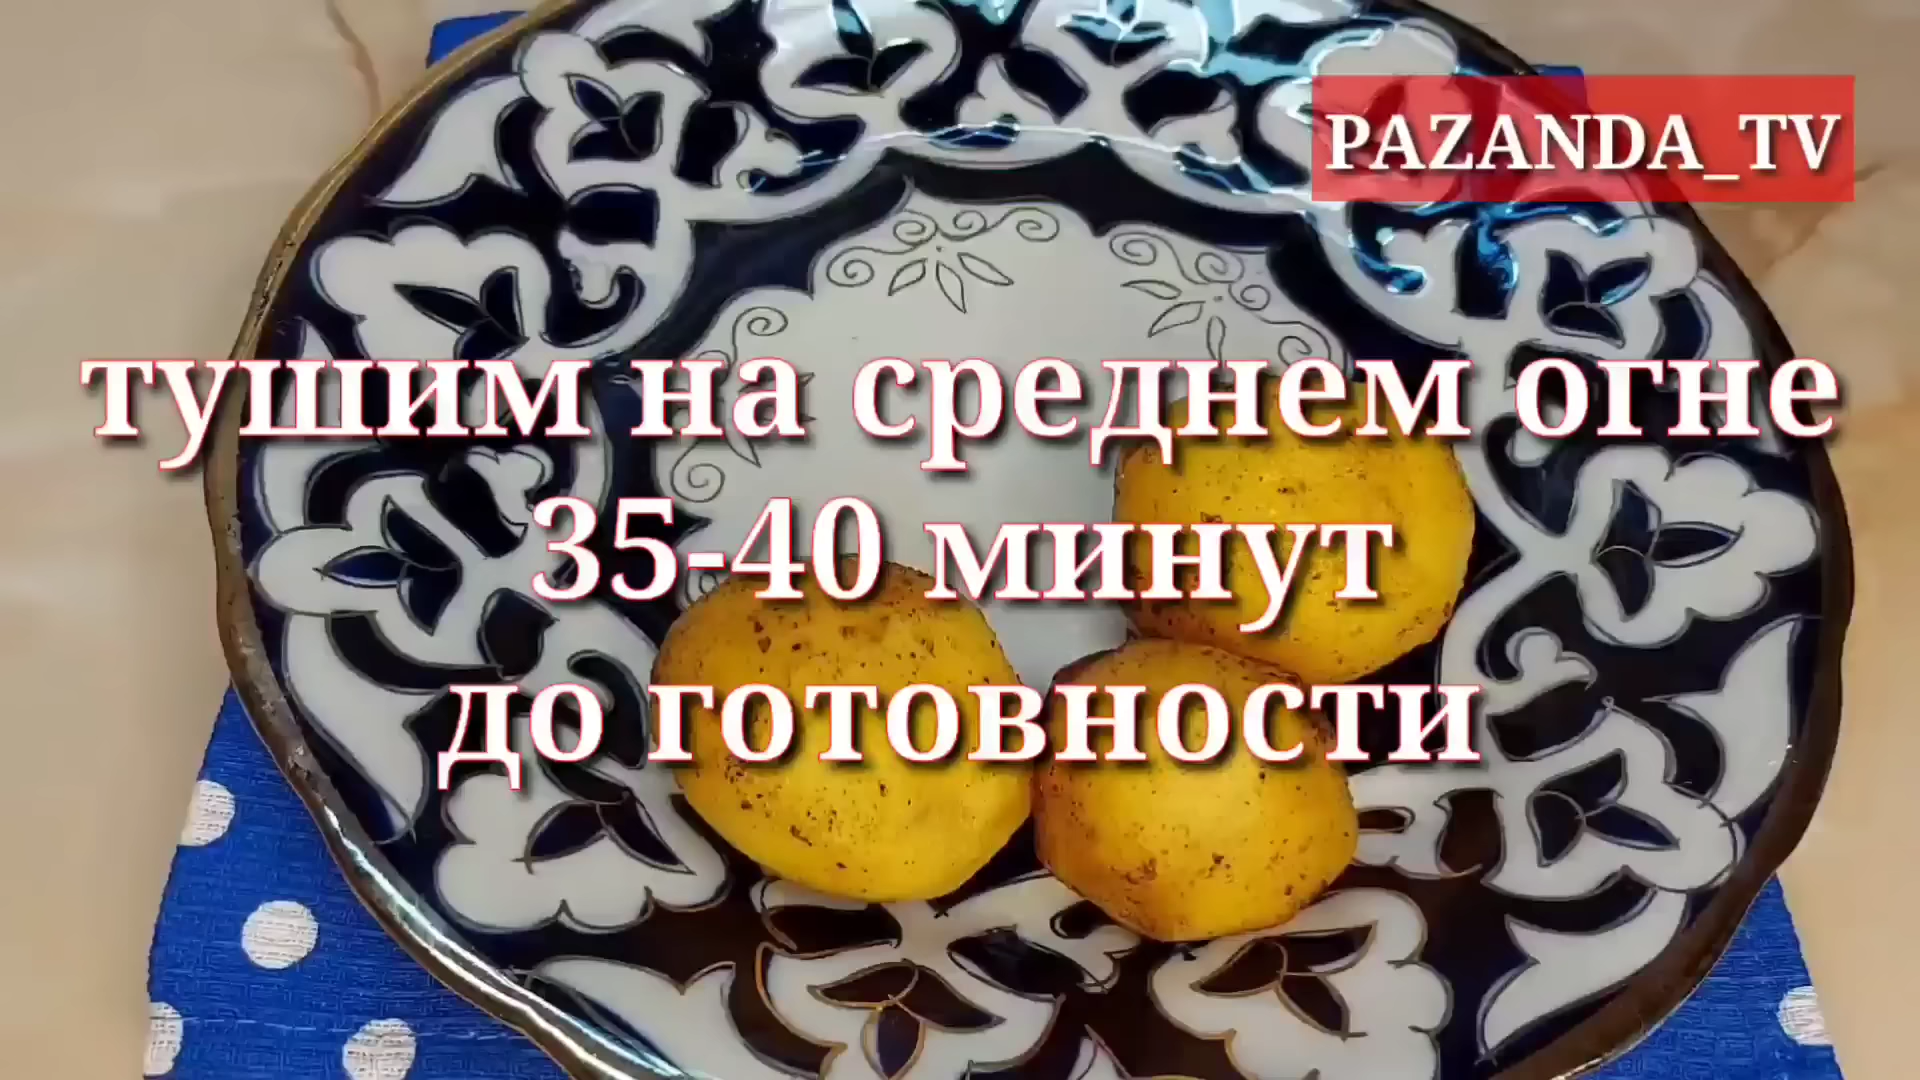 PAZANDA_TV
тушим на среднем огне
35-40 минут
до готовности